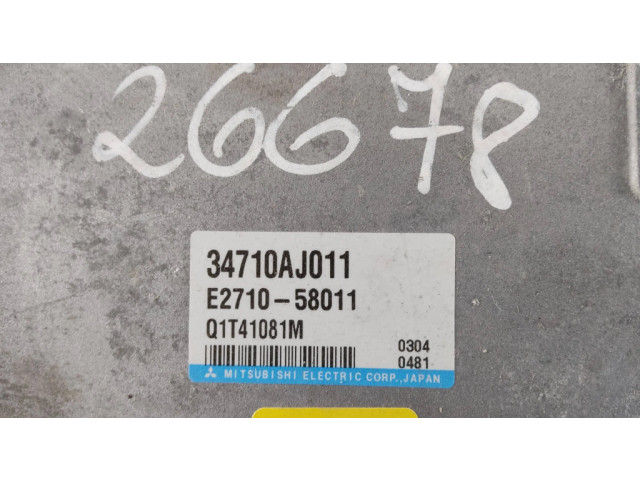 26678
34710AJ011
E2710-58011
Q1T41081M
0304
0481
MITSUBISHI ELECTRIC CORP., JAPAN